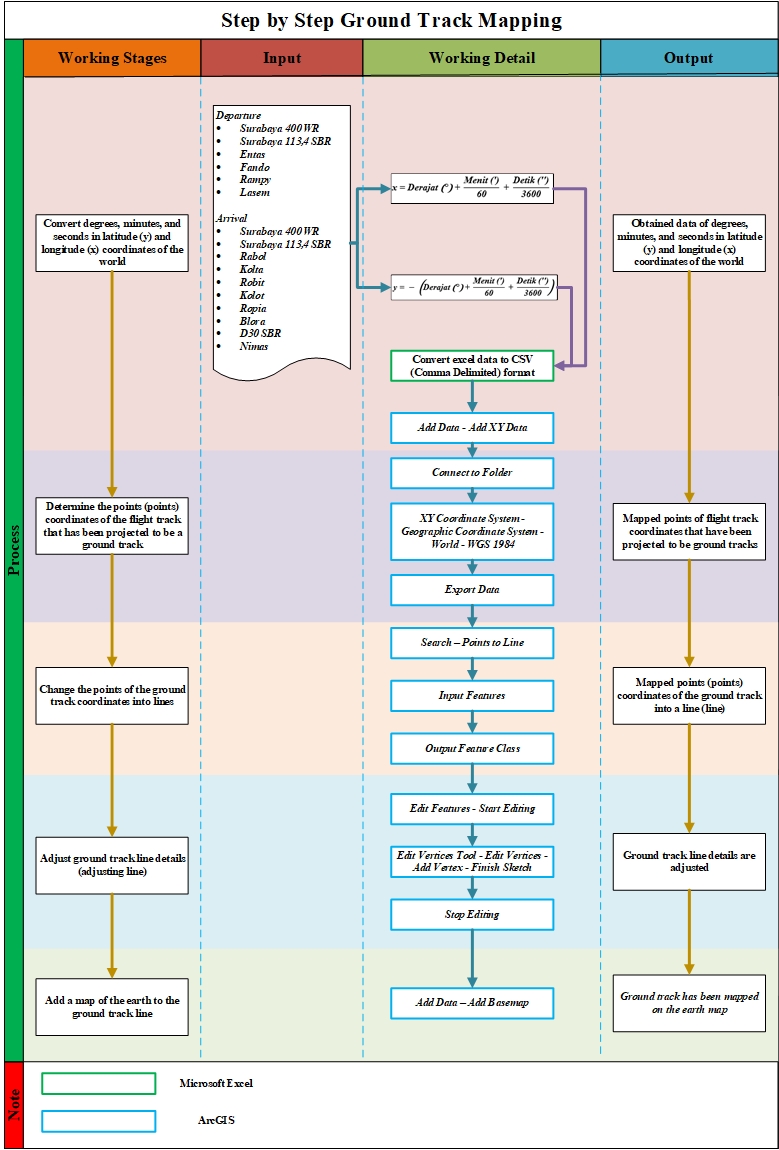 Step by Step Ground Track Mapping
Working Stages
Input
Working Detail
Output
Process
Convert degrees, minutes, and
seconds in latitude (y) and
longitude (x) coordinates of the
world
Determine the points (points)
coordinates of the flight track
that has been projected to be a
ground track
Change the points of the ground
track coordinates into lines
Adjust ground track line details
(adjusting line)
Add a map of the earth to the
ground track line
Departure
• Surabaya 400WR
• Surabaya 113,4 SBR
• Entas
• Fando
• Rampy
• Lasem
Arrival
• Surabaya 400WR
• Surabaya 113,4 SBR
• Rabol
• Kolta
• Robit
• Kolot
• Ropia
• Blora
• D30 SBR
• Nimas
x = Derajat (°) + Menit (') / 60 + Detik ('') / 3600
y = − (Derajat (°) + Menit (') / 60 + Detik ('') / 3600)
Convert excel data to CSV
(Comma Delimited) format
Add Data - Add XY Data
Connect to Folder
XY Coordinate System -
Geographic Coordinate System -
World - WGS 1984
Export Data
Search – Points to Line
Input Features
Output Feature Class
Edit Features - Start Editing
Edit Vertices Tool - Edit Vertices -
Add Vertex - Finish Sketch
Stop Editing
Add Data – Add Basemap
Obtained data of degrees,
minutes, and seconds in latitude
(y) and longitude (x)
coordinates of the world
Mapped points of flight track
coordinates that have been
projected to be ground tracks
Mapped points (points)
coordinates of the ground track
into a line (line)
Ground track line details are
adjusted
Ground track has been mapped
on the earth map
Note
Microsoft Excel
ArcGIS